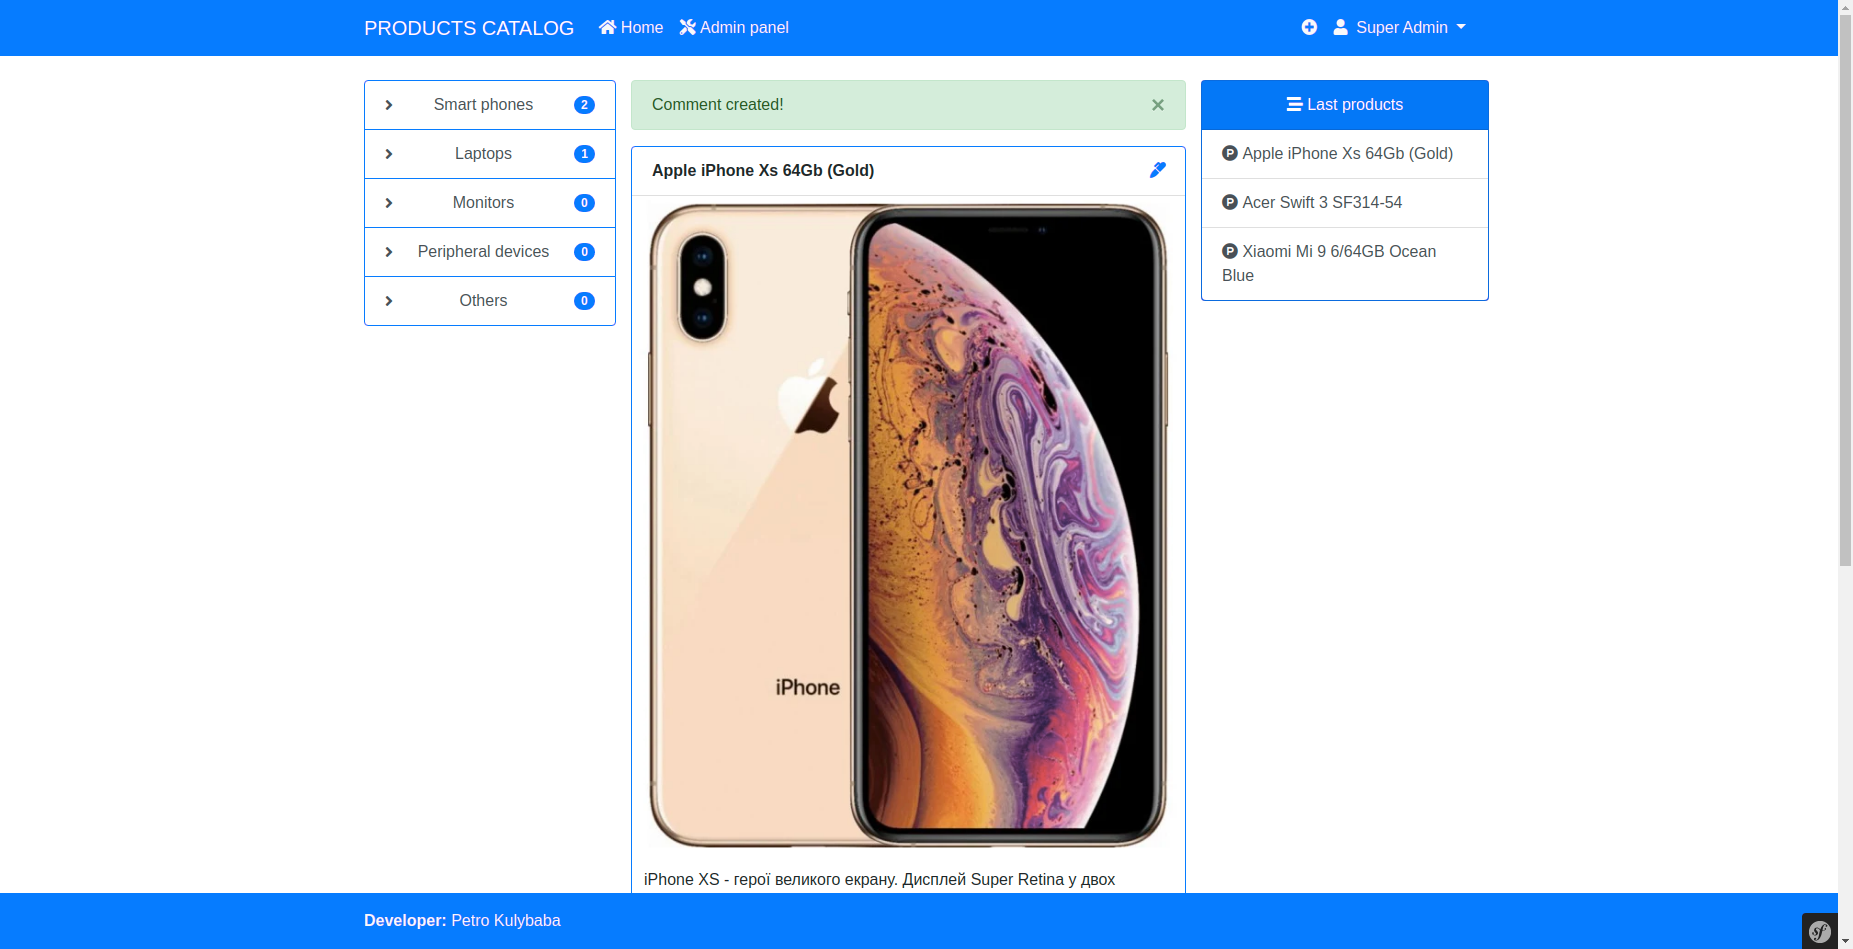 PRODUCTS CATALOG
Home
Admin panel
Super Admin
Smart phones 2
Laptops 1
Monitors 0
Peripheral devices 0
Others 0
Comment created! ×
Apple iPhone Xs 64Gb (Gold)
iPhone
iPhone XS - герої великого екрану. Дисплей Super Retina у двох
Last products
P Apple iPhone Xs 64Gb (Gold)
P Acer Swift 3 SF314-54
P Xiaomi Mi 9 6/64GB Ocean
Blue
Developer: Petro Kulybaba
sf